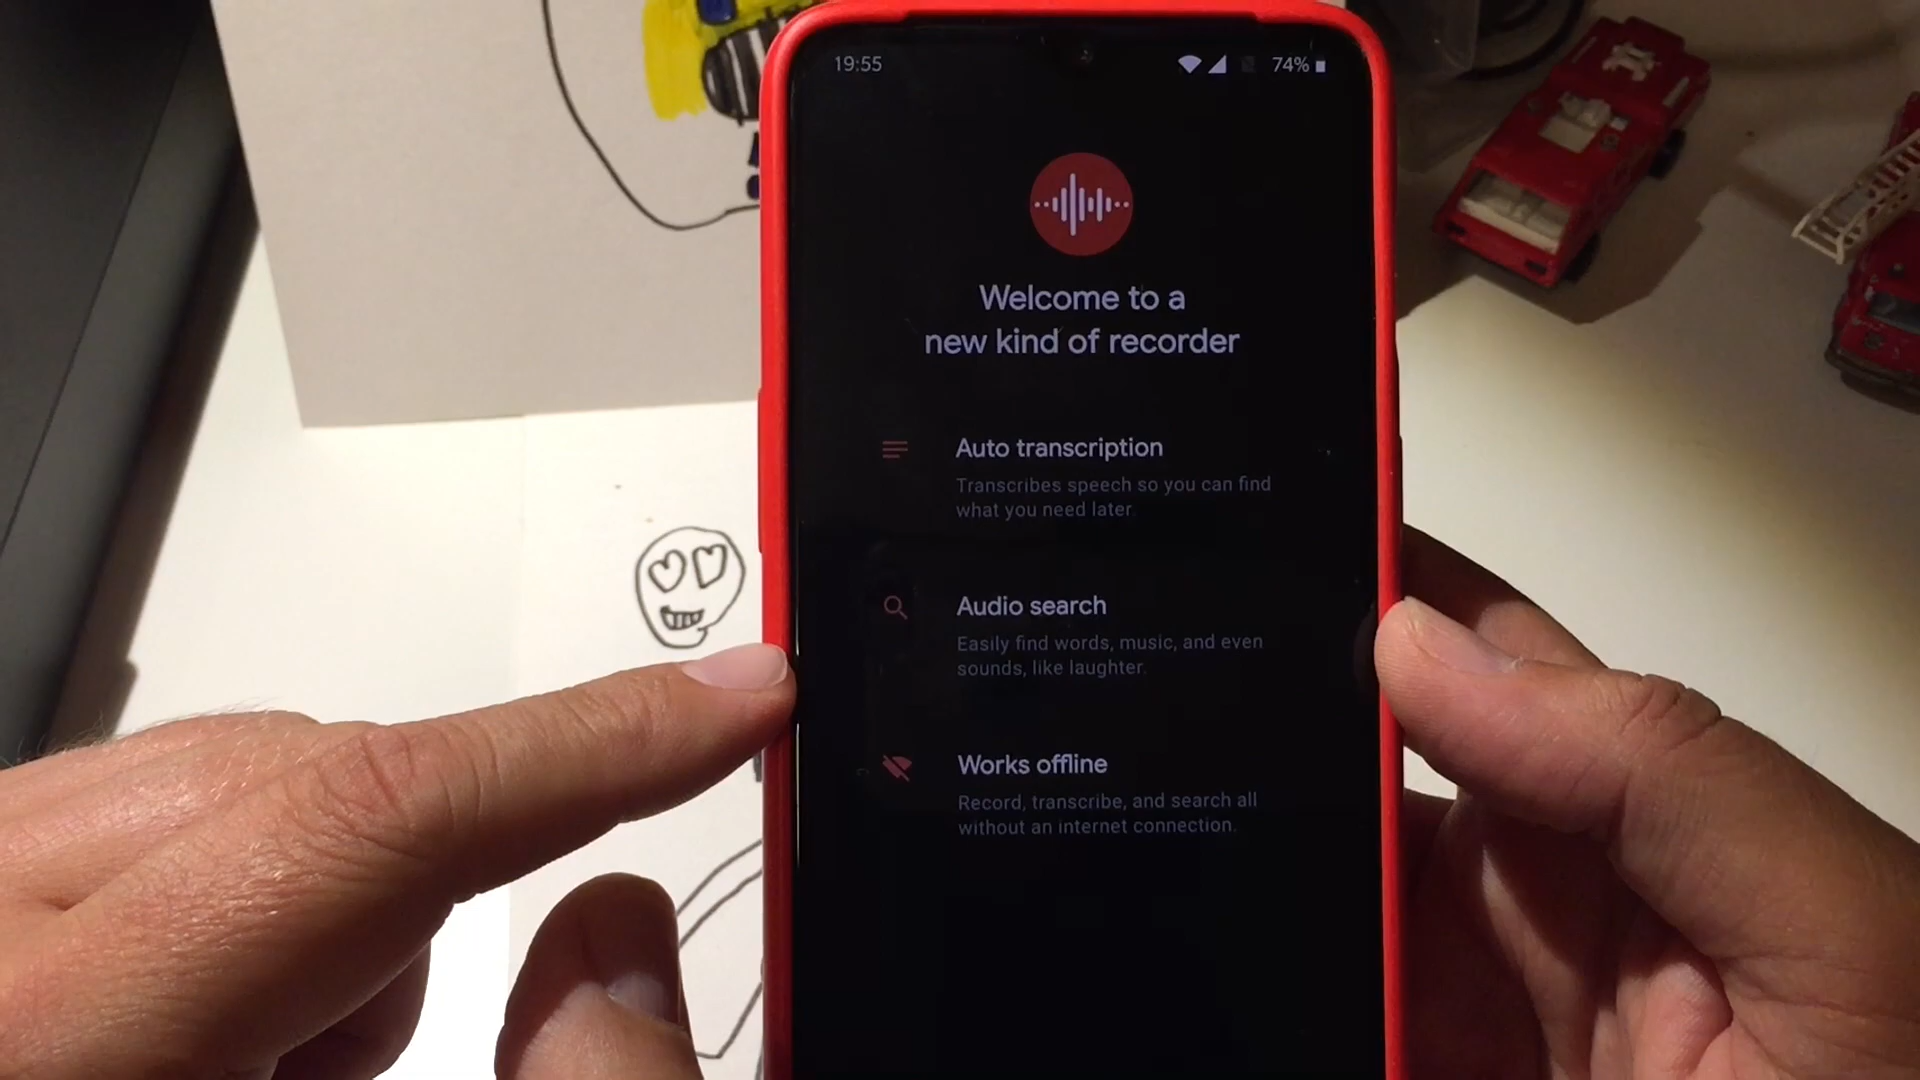 19:55
74%
Welcome to a
new kind of recorder
Auto transcription
Transcribes speech so you can find
what you need later.
Audio search
Easily find words, music, and even
sounds, like laughter.
Works offline
Record, transcribe, and search all
without an internet connection.